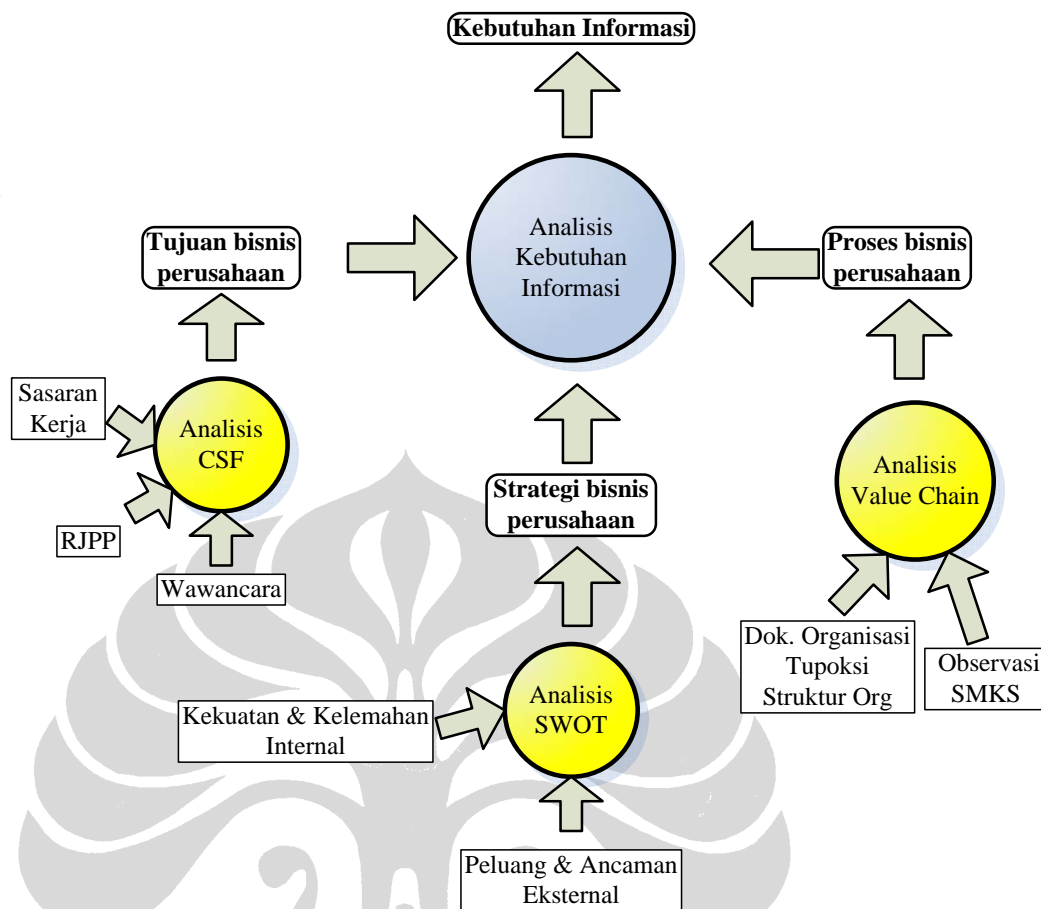 Kebutuhan Informasi
Analisis
Kebutuhan
Informasi
Tujuan bisnis
perusahaan
Proses bisnis
perusahaan
Sasaran
Kerja
Analisis
CSF
RJPP
Wawancara
Strategi bisnis
perusahaan
Analisis
Value Chain
Dok. Organisasi
Tupoksi
Struktur Org
Observasi
SMKS
Kekuatan & Kelemahan
Internal
Analisis
SWOT
Peluang & Ancaman
Eksternal